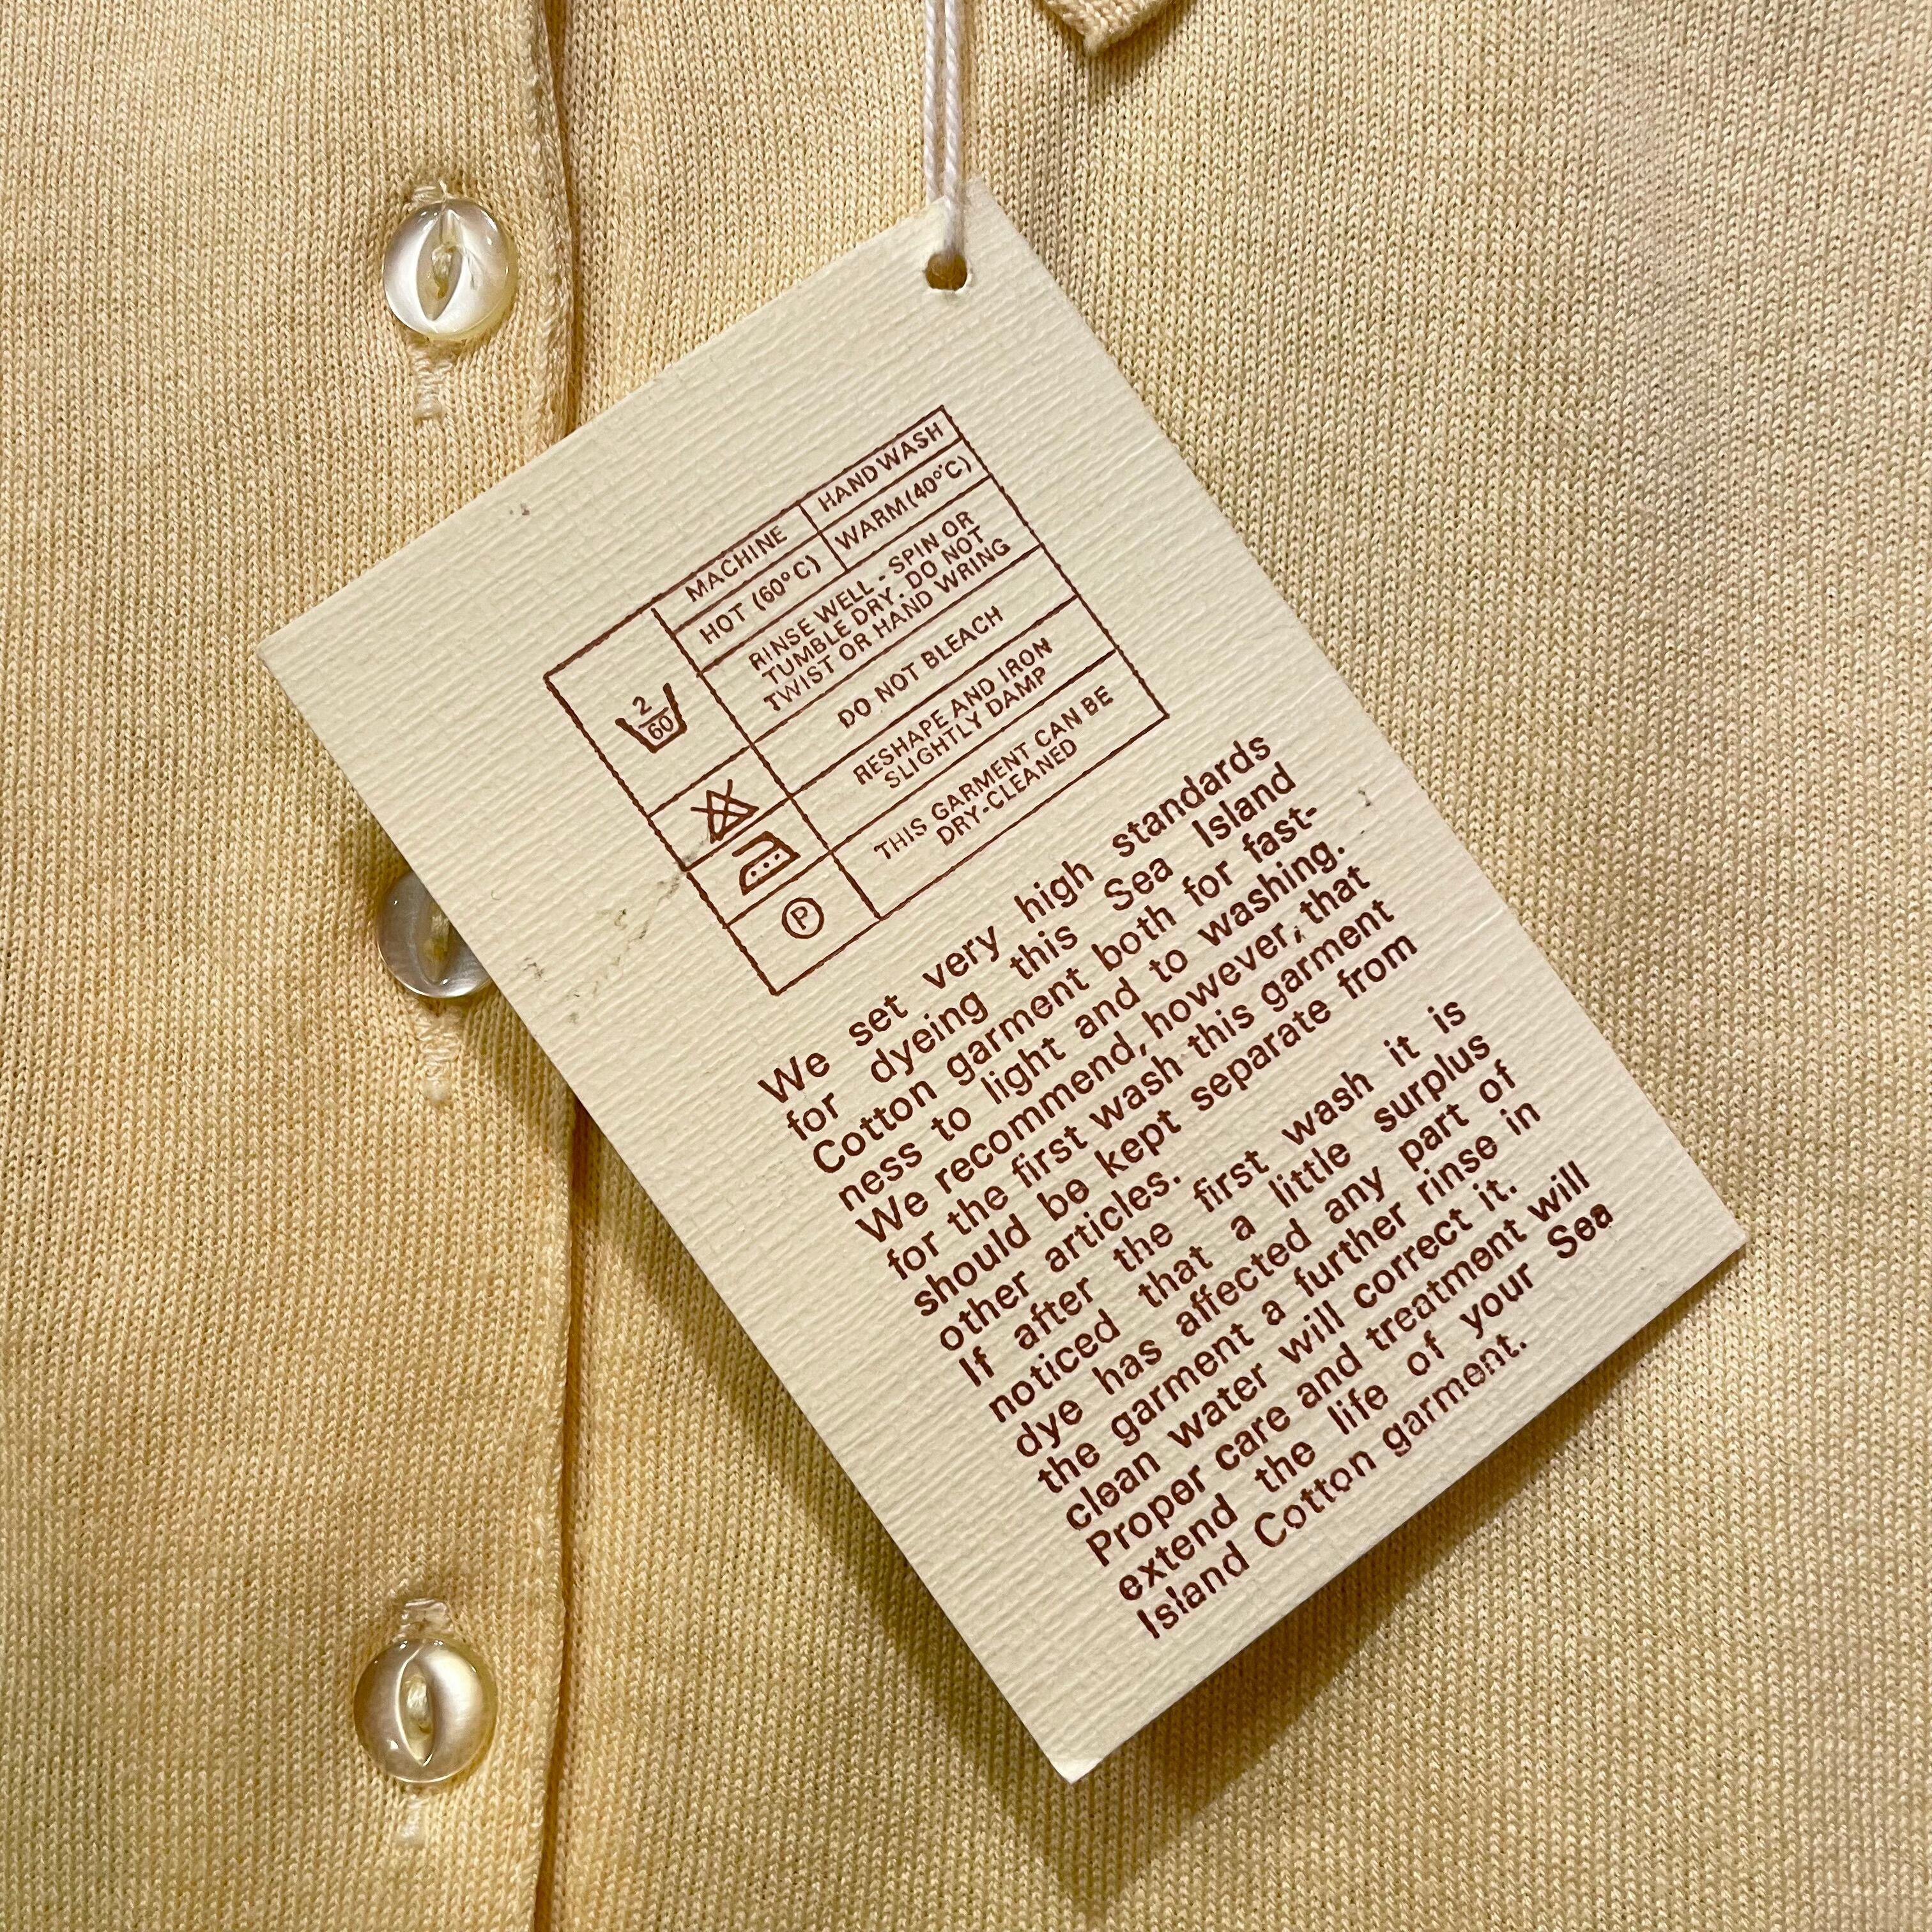 MACHINE HAND WASH
HOT (60°C) WARM (40°C)
2
60
RINSE WELL - SPIN OR
TUMBLE DRY. DO NOT
TWIST OR HAND WRING
DO NOT BLEACH
RESHAPE AND IRON
SLIGHTLY DAMP
P
THIS GARMENT CAN BE
DRY-CLEANED
We set very high standards
for dyeing this Sea Island
Cotton garment both for fast-
ness to light and to washing.
We recommend, however, that
for the first wash this garment
should be kept separate from
other articles.
If after the first wash it is
noticed that a little surplus
dye has affected any part of
the garment a further rinse in
clean water will correct it.
Proper care and treatment will
extend the life of your Sea
Island Cotton garment.